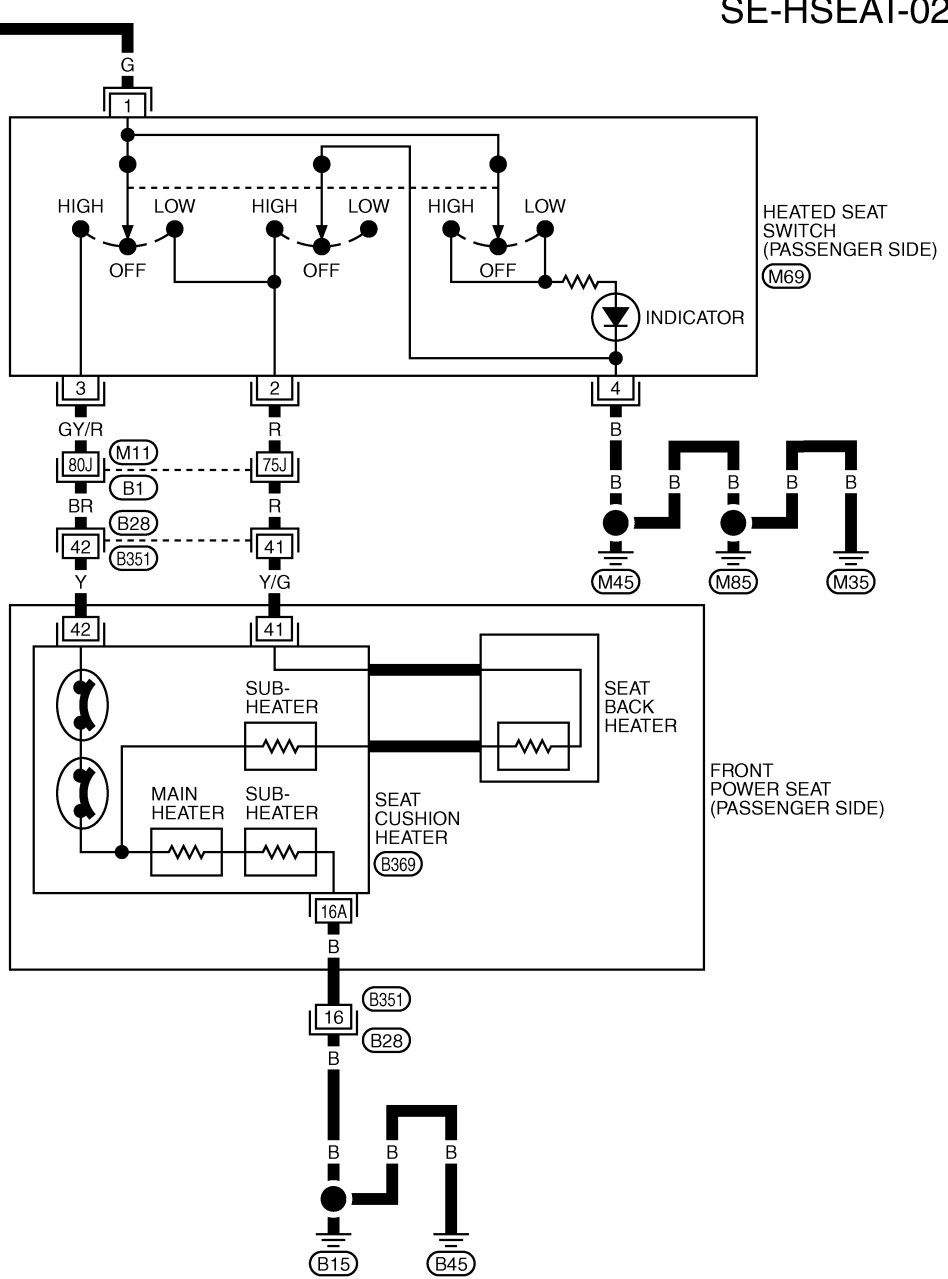 SE-HSEAT-02
G
1
HIGH LOW HIGH LOW HIGH LOW
OFF OFF OFF
HEATED SEAT
SWITCH
(PASSENGER SIDE)
M69
INDICATOR
3 2 4
GY/R R B
80J M11 75J
B1
B B B B B
BR R
B28
42 B351 41
M45 M85 M35
Y Y/G
42 41
SUB-
HEATER
SEAT
BACK
HEATER
FRONT
POWER SEAT
(PASSENGER SIDE)
MAIN
HEATER
SUB-
HEATER
SEAT
CUSHION
HEATER
B369
16A
B
B351
16
B28
B
B B B
B15 B45